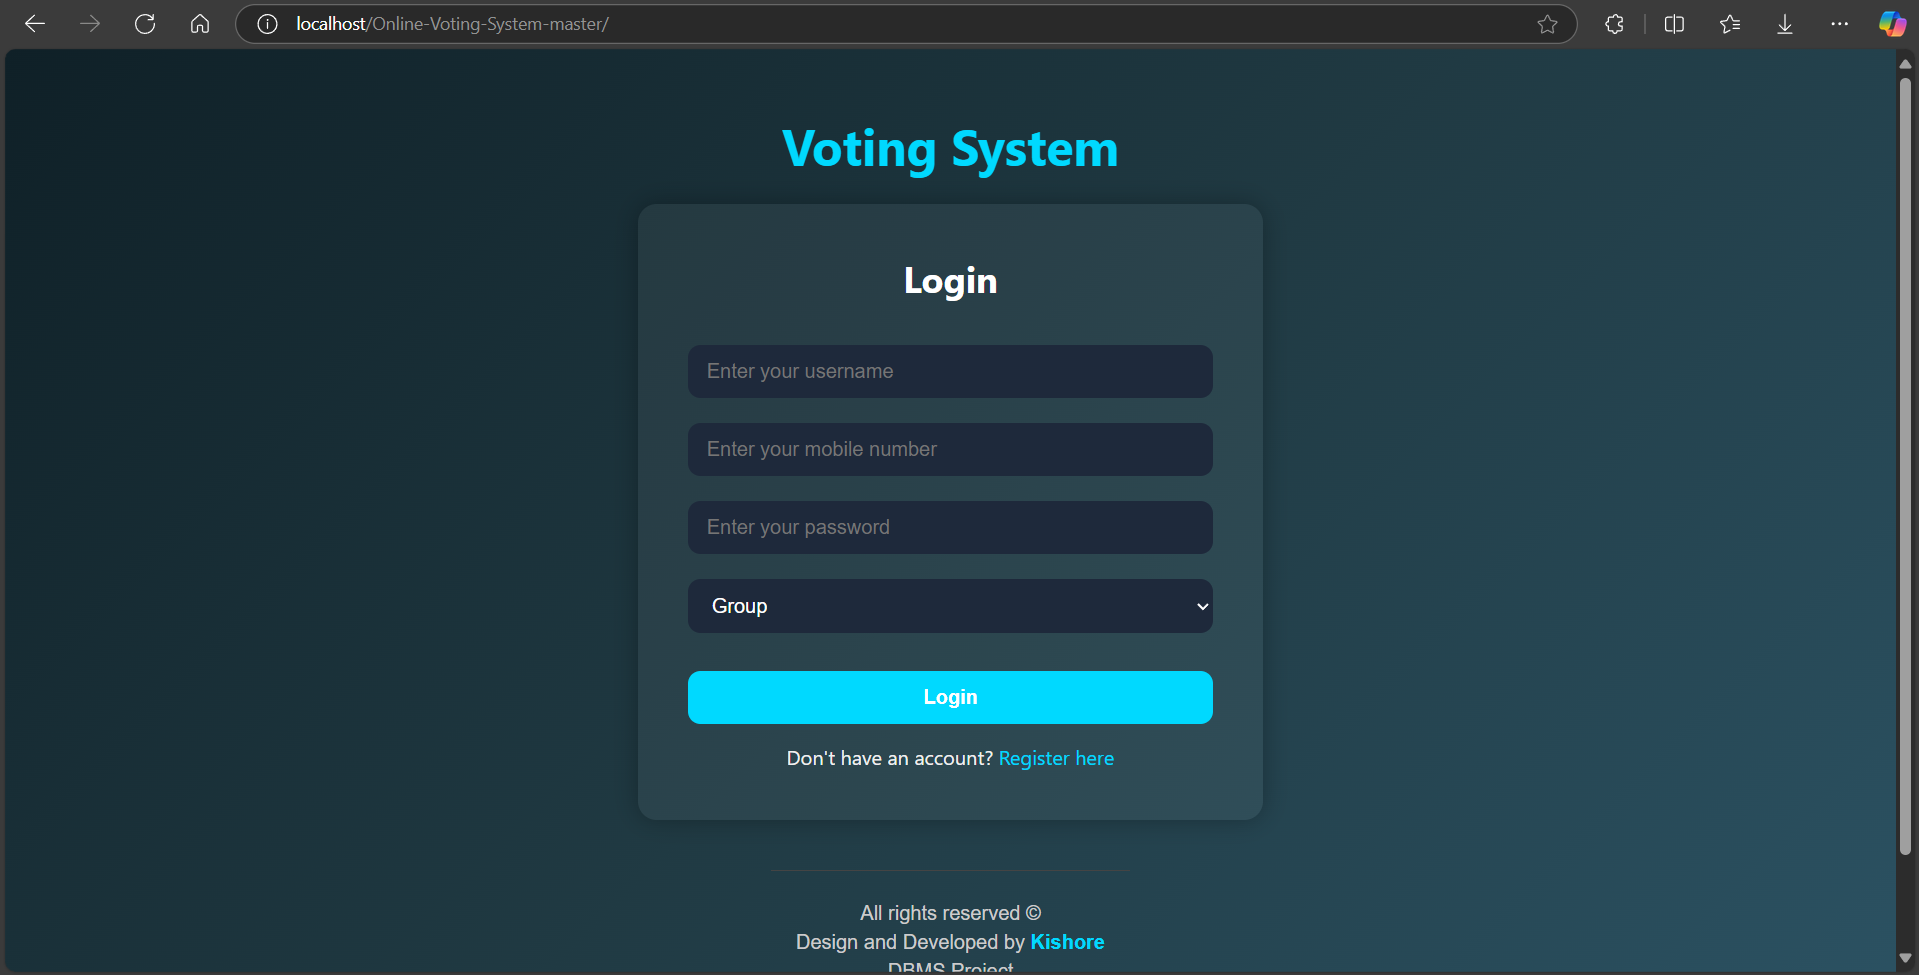 localhost/Online-Voting-System-master/
Voting System
Login
Enter your username
Enter your mobile number
Enter your password
Group
Login
Don't have an account? Register here
All rights reserved ©
Design and Developed by Kishore
DBMS Project